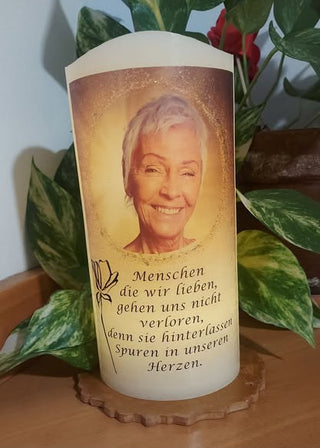 Menschen
die wir lieben,
gehen uns nicht
verloren,
denn sie hinterlassen
Spuren in unseren
Herzen.